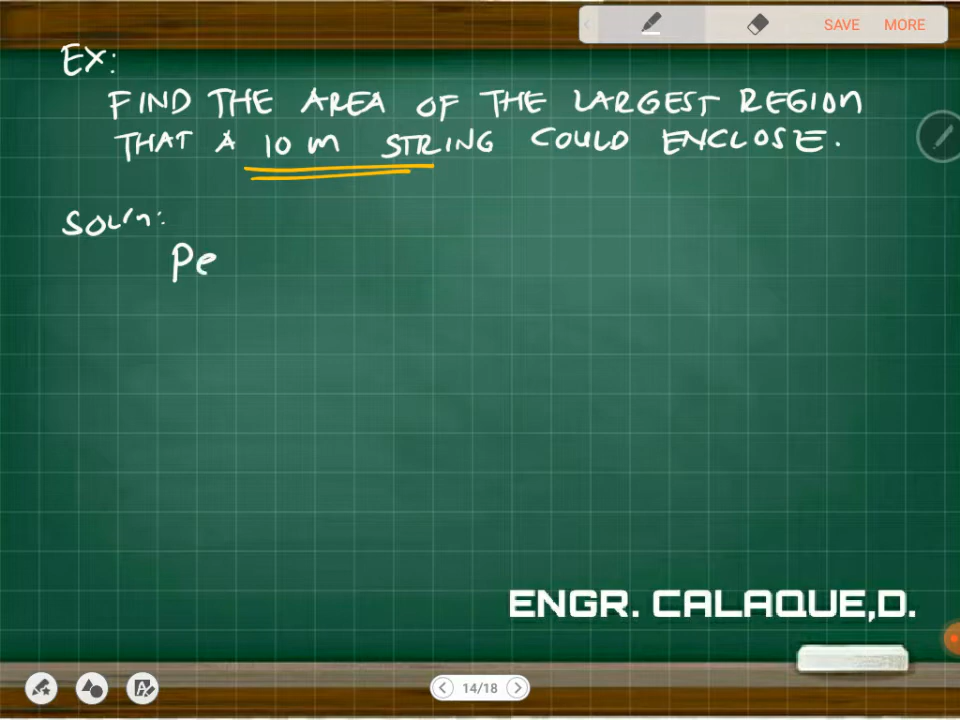 SAVE MORE
EX:
FIND THE AREA OF THE LARGEST REGION
THAT A 10 m STRING COULD ENCLOSE.
SOL'n:
Pe
ENGR. CALAQUE,D.
14/18